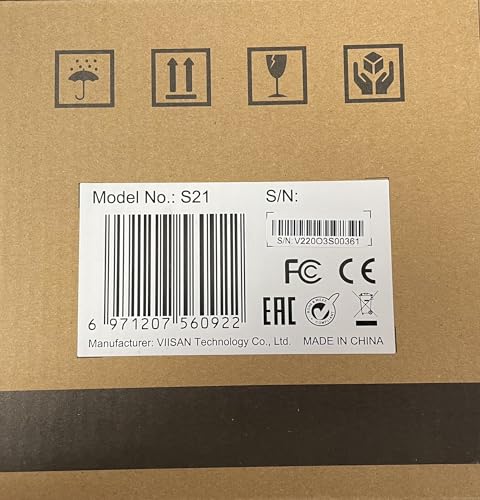 Model No.: S21
S/N:
S/N: V220O3S00361
FC CE
EAC
6 971207 560922
Manufacturer: VIISAN Technology Co., Ltd. MADE IN CHINA